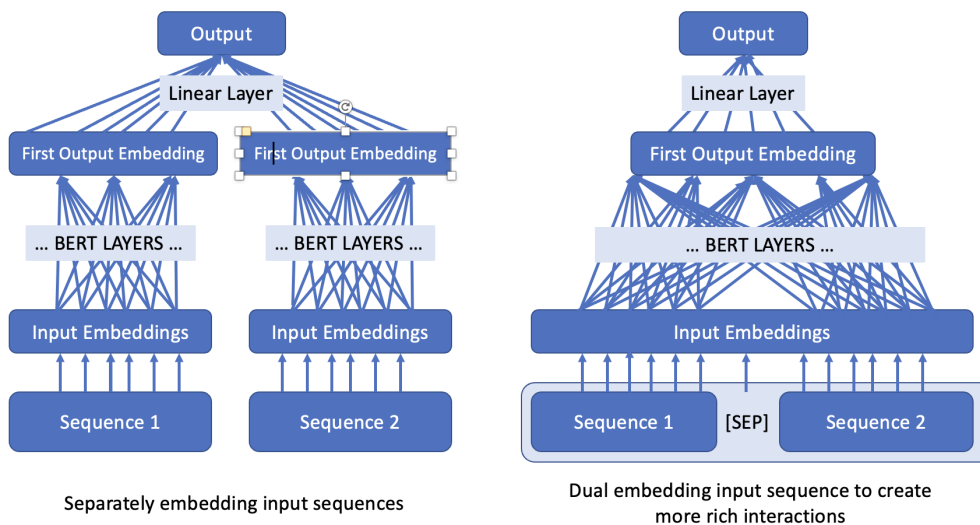 Output
Linear Layer
First Output Embedding
First Output Embedding
... BERT LAYERS ...
... BERT LAYERS ...
Input Embeddings
Input Embeddings
Sequence 1
Sequence 2
Separately embedding input sequences
Output
Linear Layer
First Output Embedding
... BERT LAYERS ...
Input Embeddings
Sequence 1
[SEP]
Sequence 2
Dual embedding input sequence to create
more rich interactions